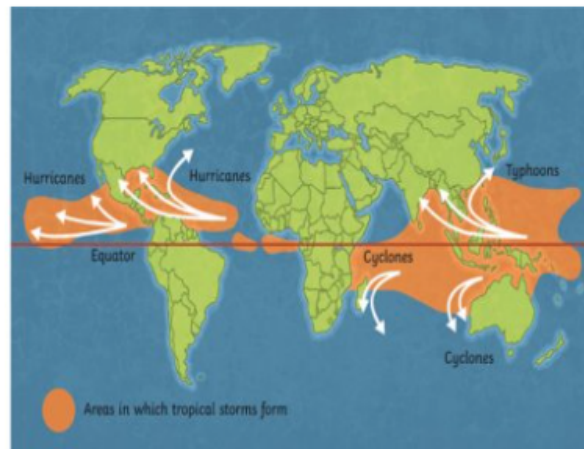 Hurricanes
Hurricanes
Typhoons
Equator
Cyclones
Cyclones
Areas in which tropical storms form